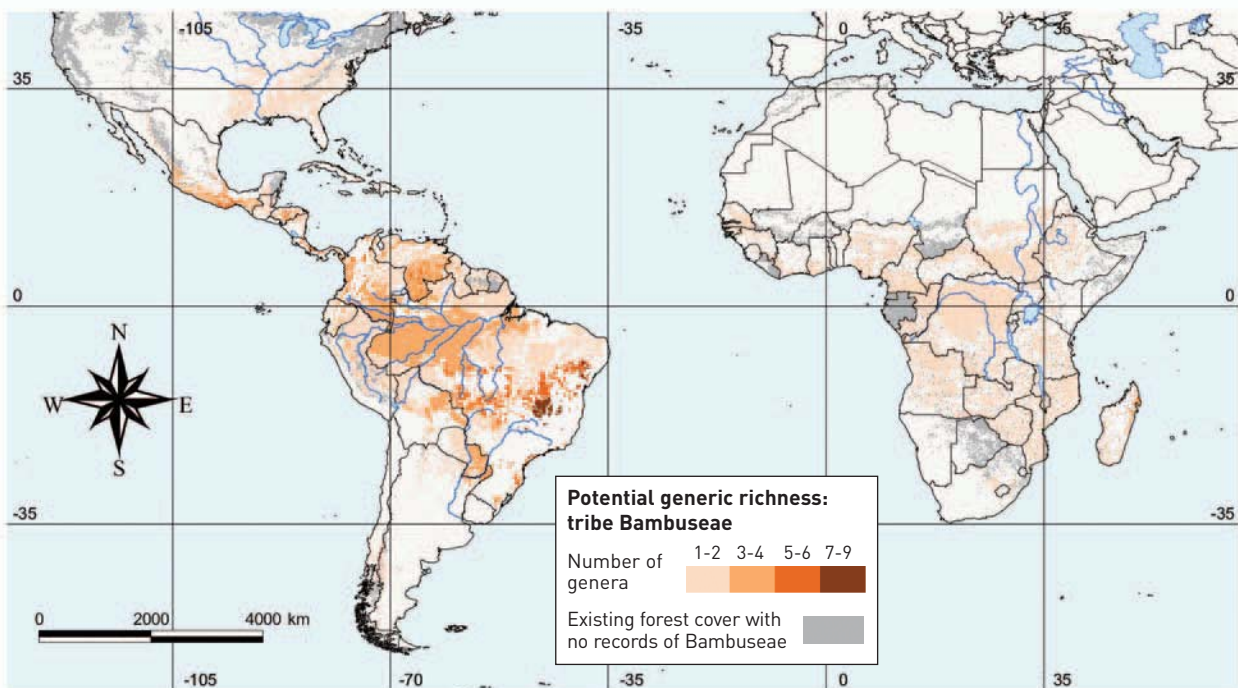 -105
-70
-35
0
35
35
35
0
0
-35
-35
N
W
E
S
0
2000
4000 km
Potential generic richness:
tribe Bambuseae
Number of
genera
1-2 3-4 5-6 7-9
Existing forest cover with
no records of Bambuseae
-105
-70
-35
0
35